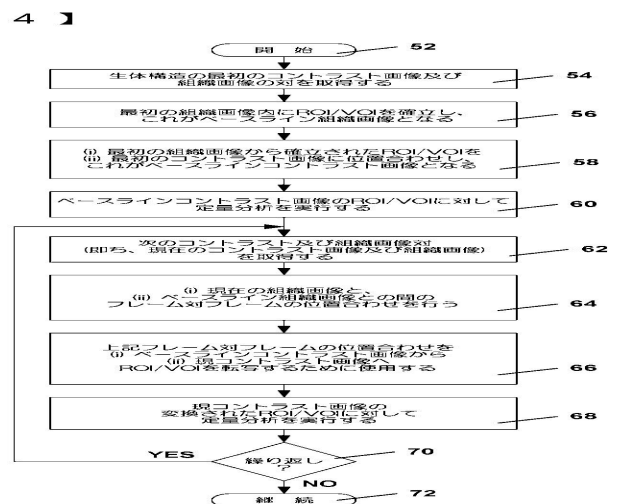 4 】
開 始
52
生体構造の最初のコントラスト画像及び
組織画像の対を取得する
54
最初の組織画像内にROI/VOIを確立し、
これがベースライン組織画像となる
56
(i) 最初の組織画像から確立されたROI/VOIを
(ii) 最初のコントラスト画像に位置合わせし、
これがベースラインコントラスト画像となる
58
ベースラインコントラスト画像のROI/VOIに対して
定量分析を実行する
60
次のコントラスト及び組織画像対
(即ち、現在のコントラスト画像及び組織画像)
を取得する
62
(i) 現在の組織画像と、
(ii) ベースライン組織画像との間の
フレーム対フレームの位置合わせを行う
64
上記フレーム対フレームの位置合わせを
(i) ベースラインコントラスト画像から
(ii) 現コントラスト画像へ
ROI/VOIを転写するために使用する
66
現コントラスト画像の
変換されたROI/VOIに対して
定量分析を実行する
68
YES
繰り返し
?
70
NO
継 続
72